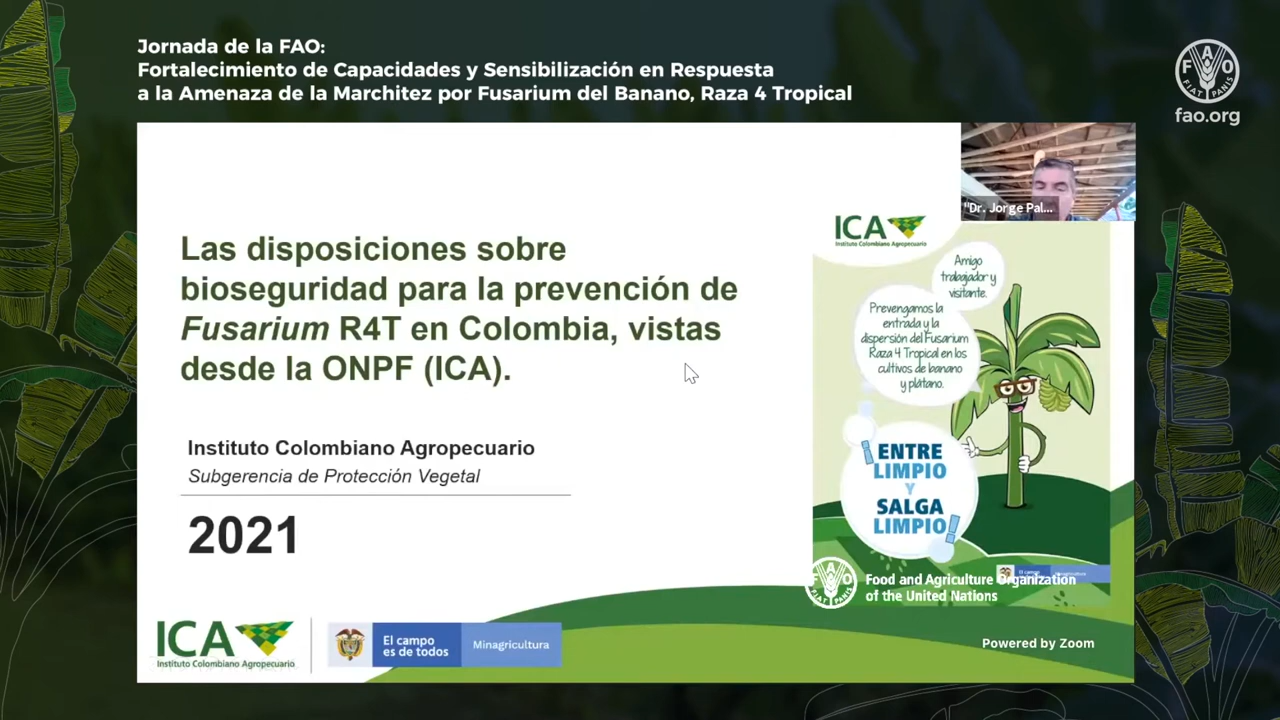 Jornada de la FAO:
Fortalecimiento de Capacidades y Sensibilización en Respuesta
a la Amenaza de la Marchitez por Fusarium del Banano, Raza 4 Tropical
FAO
FIAT PANIS
fao.org
"Dr. Jorge Pal...
Las disposiciones sobre
bioseguridad para la prevención de
Fusarium R4T en Colombia, vistas
desde la ONPF (ICA).
Instituto Colombiano Agropecuario
Subgerencia de Protección Vegetal
2021
ICA
Instituto Colombiano Agropecuario
Amigo
trabajador y
visitante.
Prevengamos la
entrada y la
dispersión del Fusarium
Raza 4 Tropical en los
cultivos de banano
y plátano.
¡ENTRE
LIMPIO
Y
SALGA
LIMPIO!
FAO
FIAT PANIS
Food and Agriculture Organization
of the United Nations
Powered by Zoom
ICA
Instituto Colombiano Agropecuario
El campo
es de todos
Minagricultura